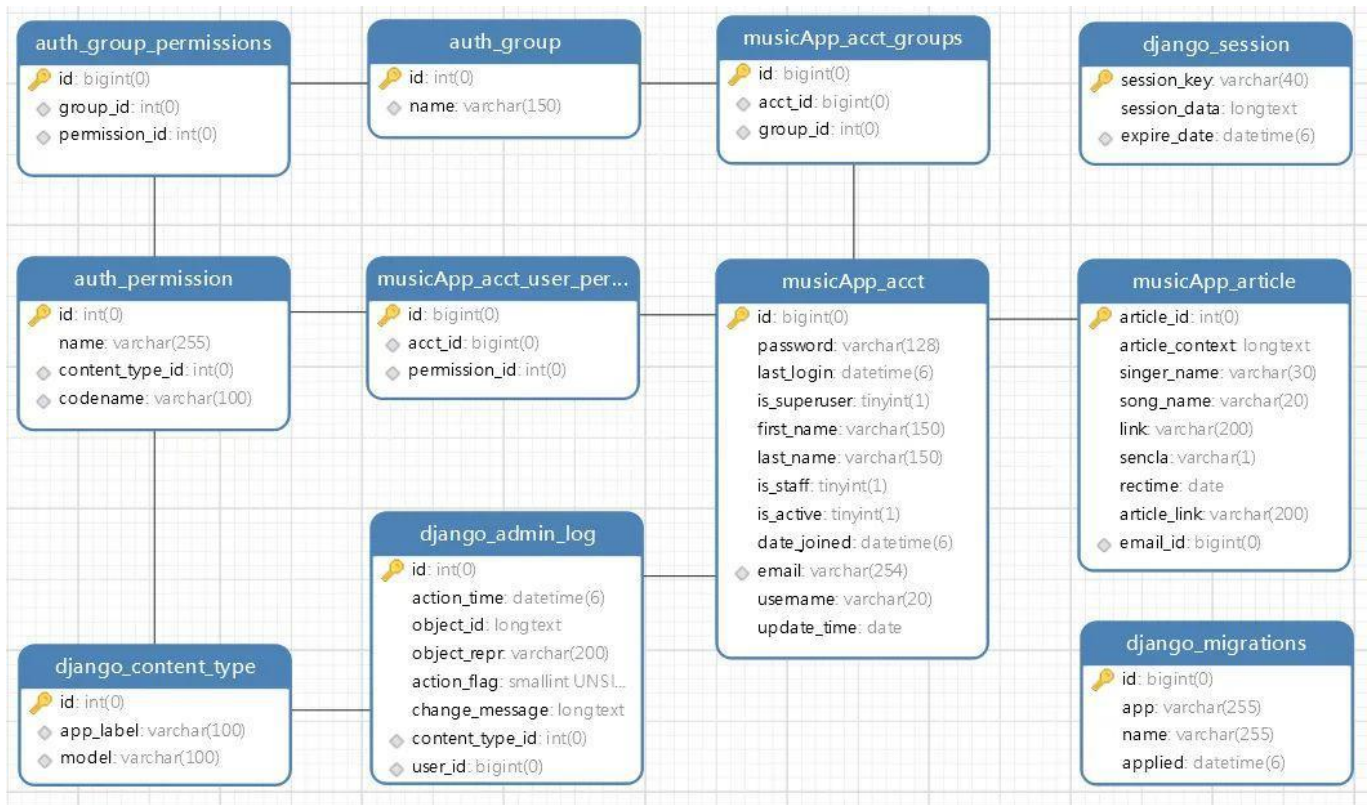 auth_group_permissions
id: bigint(0)
group_id: int(0)
permission_id: int(0)
auth_group
id: int(0)
name: varchar(150)
musicApp_acct_groups
id: bigint(0)
acct_id: bigint(0)
group_id: int(0)
django_session
session_key: varchar(40)
session_data: longtext
expire_date: datetime(6)
auth_permission
id: int(0)
name: varchar(255)
content_type_id: int(0)
codename: varchar(100)
musicApp_acct_user_per...
id: bigint(0)
acct_id: bigint(0)
permission_id: int(0)
musicApp_acct
id: bigint(0)
password: varchar(128)
last_login: datetime(6)
is_superuser: tinyint(1)
first_name: varchar(150)
last_name: varchar(150)
is_staff: tinyint(1)
is_active: tinyint(1)
date_joined: datetime(6)
email: varchar(254)
username: varchar(20)
update_time: date
musicApp_article
article_id: int(0)
article_context: longtext
singer_name: varchar(30)
song_name: varchar(20)
link: varchar(200)
sencla: varchar(1)
rectime: date
article_link: varchar(200)
email_id: bigint(0)
django_admin_log
id: int(0)
action_time: datetime(6)
object_id: longtext
object_repr: varchar(200)
action_flag: smallint UNSI...
change_message: longtext
content_type_id: int(0)
user_id: bigint(0)
django_content_type
id: int(0)
app_label: varchar(100)
model: varchar(100)
django_migrations
id: bigint(0)
app: varchar(255)
name: varchar(255)
applied: datetime(6)